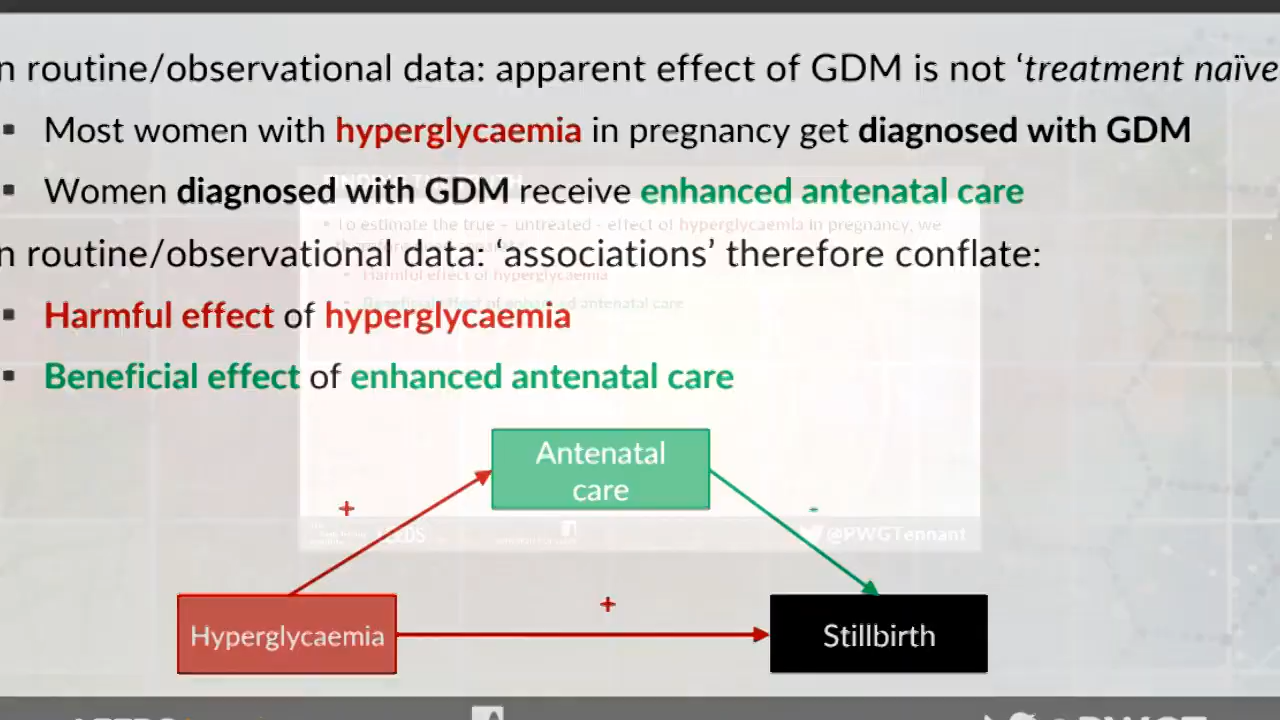 n routine/observational data: apparent effect of GDM is not ‘treatment naïve
▪ Most women with hyperglycaemia in pregnancy get diagnosed with GDM
▪ Women diagnosed with GDM receive enhanced antenatal care
▪ To estimate the true – untreated - effect of hyperglycaemia in pregnancy, we
n routine/observational data: ‘associations’ therefore conflate:
▪ Harmful effect of hyperglycaemia
▪ Beneficial effect of enhanced antenatal care
▪ Harmful effect of hyperglycaemia
▪ Beneficial effect of enhanced antenatal care
Antenatal
care
+
-
@PWGTennant
+
Hyperglycaemia
Stillbirth